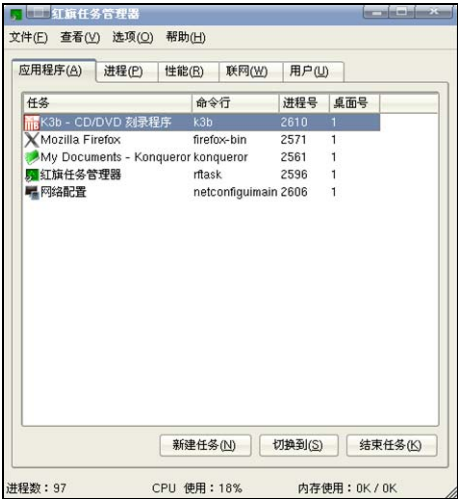 红旗任务管理器
文件(F) 查看(V) 选项(O) 帮助(H)
应用程序(A) 进程(P) 性能(R) 联网(W) 用户(U)
任务 命令行 进程号 桌面号
K3b - CD/DVD 刻录程序 k3b 2610 1
Mozilla Firefox firefox-bin 2571 1
My Documents - Konqueror konqueror 2561 1
红旗任务管理器 rftask 2596 1
网络配置 netconfiguimain 2606 1
新建任务(N) 切换到(S) 结束任务(K)
进程数：97 CPU 使用：18% 内存使用：0K / 0K